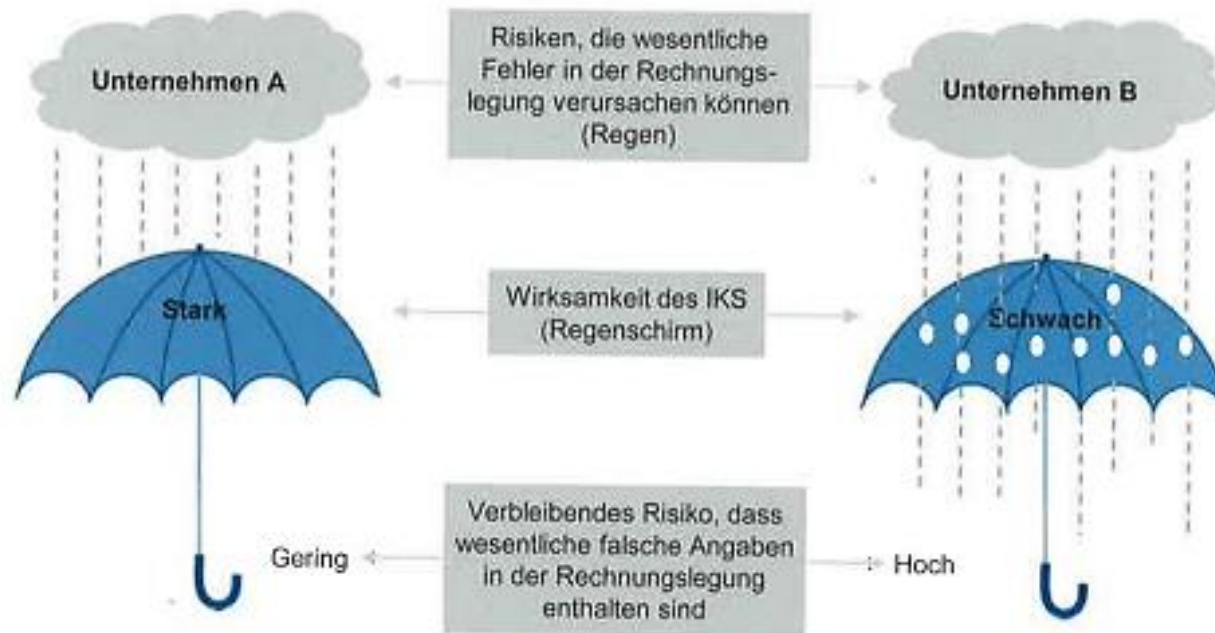 Unternehmen A
Risiken, die wesentliche
Fehler in der Rechnungs-
legung verursachen können
(Regen)
Unternehmen B
Stark
Wirksamkeit des IKS
(Regenschirm)
Schwach
Gering
Verbleibendes Risiko, dass
wesentliche falsche Angaben
in der Rechnungslegung
enthalten sind
Hoch